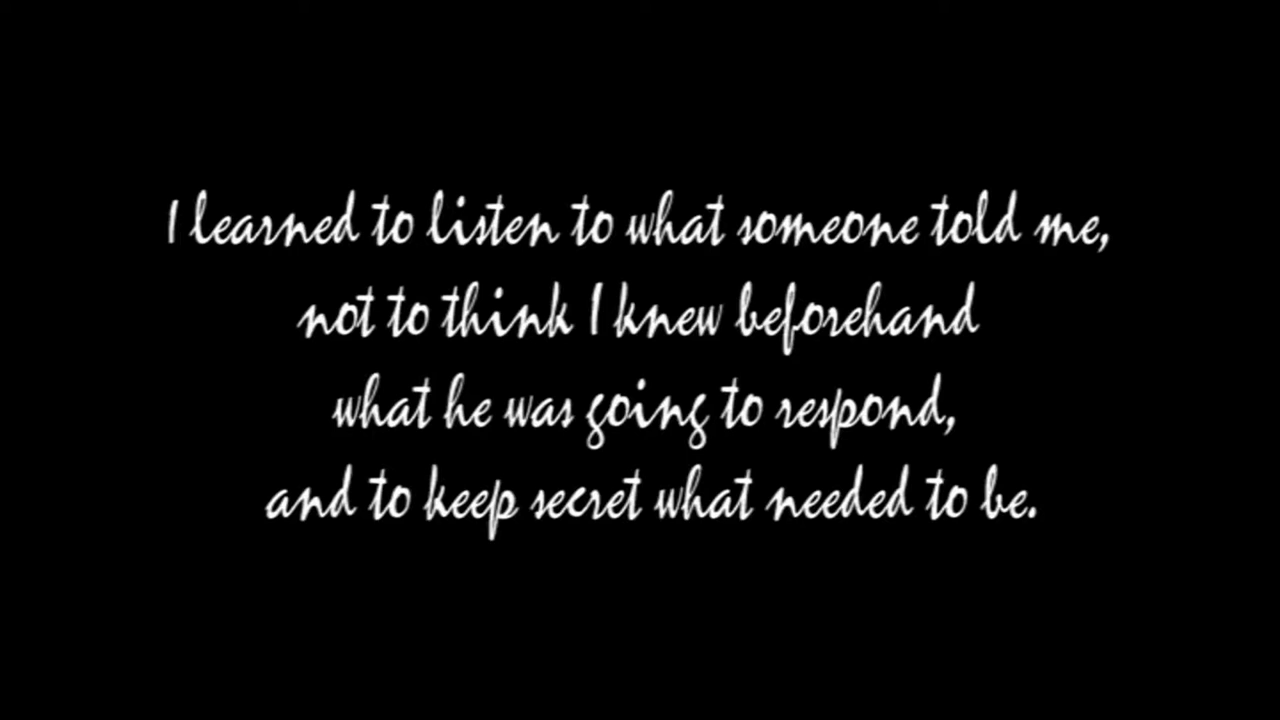 I learned to listen to what someone told me,
not to think I knew beforehand
what he was going to respond,
and to keep secret what needed to be.